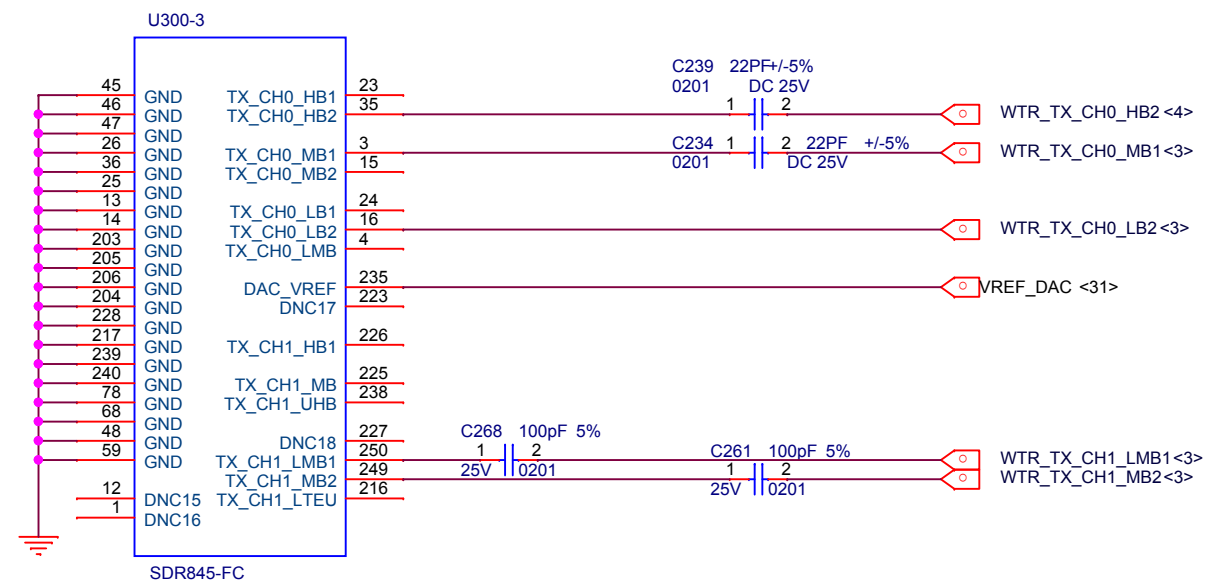 U300-3
45 GND TX_CH0_HB1 23
46 GND TX_CH0_HB2 35
47 GND
26 GND TX_CH0_MB1 3
36 GND TX_CH0_MB2 15
25 GND
13 GND TX_CH0_LB1 24
14 GND TX_CH0_LB2 16
203 GND TX_CH0_LMB 4
205 GND
206 GND DAC_VREF 235
204 GND DNC17 223
228 GND
217 GND TX_CH1_HB1 226
239 GND
240 GND TX_CH1_MB 225
78 GND TX_CH1_UHB 238
68 GND
48 GND DNC18 227
59 GND TX_CH1_LMB1 250
TX_CH1_MB2 249
12 DNC15 TX_CH1_LTEU 216
1 DNC16
SDR845-FC
C239 22PF+/-5%
0201 DC 25V
1 2
WTR_TX_CH0_HB2 <4>
C234 1 2 22PF +/-5%
0201 DC 25V
WTR_TX_CH0_MB1<3>
WTR_TX_CH0_LB2<3>
VREF_DAC <31>
C268 100pF 5%
1 2
25V 0201
C261 100pF 5%
1 2
25V 0201
WTR_TX_CH1_LMB1<3>
WTR_TX_CH1_MB2<3>